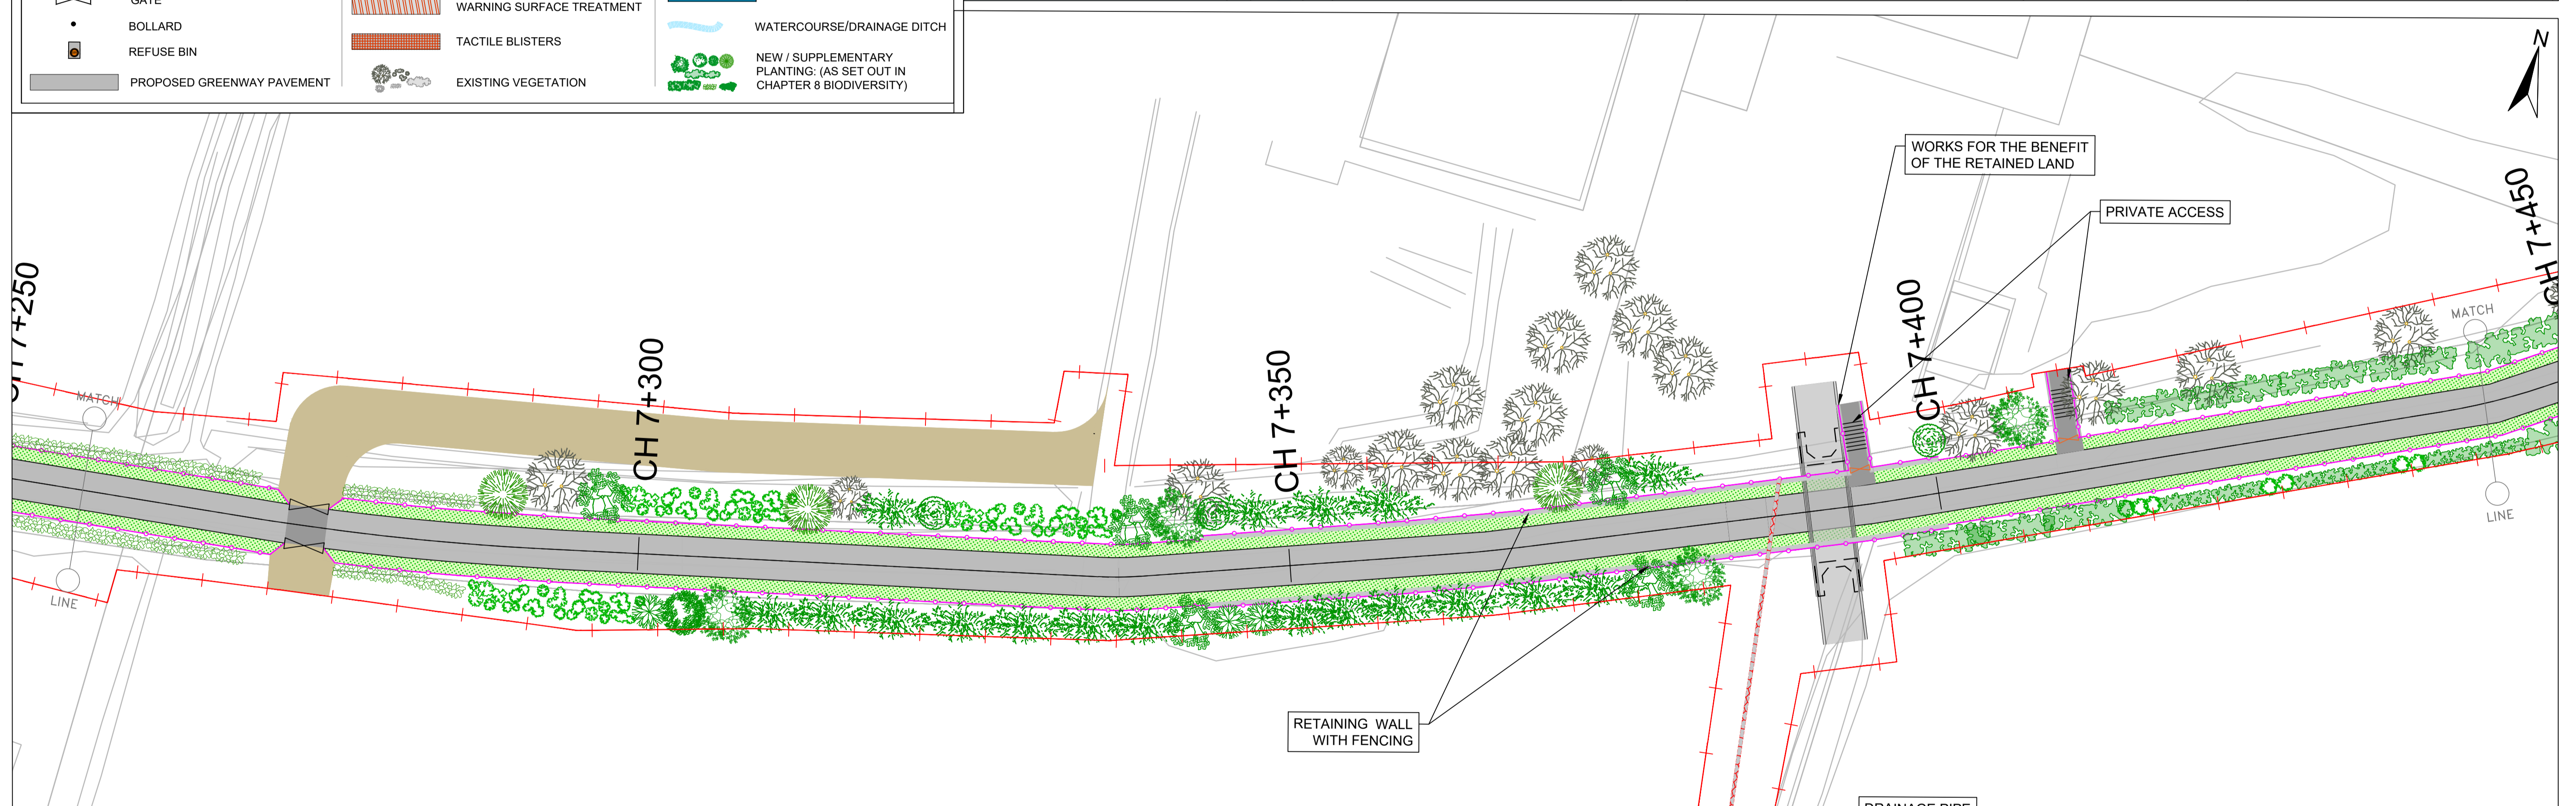 GATE
BOLLARD
REFUSE BIN
PROPOSED GREENWAY PAVEMENT
WARNING SURFACE TREATMENT
TACTILE BLISTERS
EXISTING VEGETATION
WATERCOURSE/DRAINAGE DITCH
NEW / SUPPLEMENTARY
PLANTING: (AS SET OUT IN
CHAPTER 8 BIODIVERSITY)
N
WORKS FOR THE BENEFIT
OF THE RETAINED LAND
PRIVATE ACCESS
CH 7+250
CH 7+300
CH 7+350
CH 7+400
CH 7+450
MATCH
LINE
MATCH
LINE
RETAINING WALL
WITH FENCING
DRAINAGE PIPE